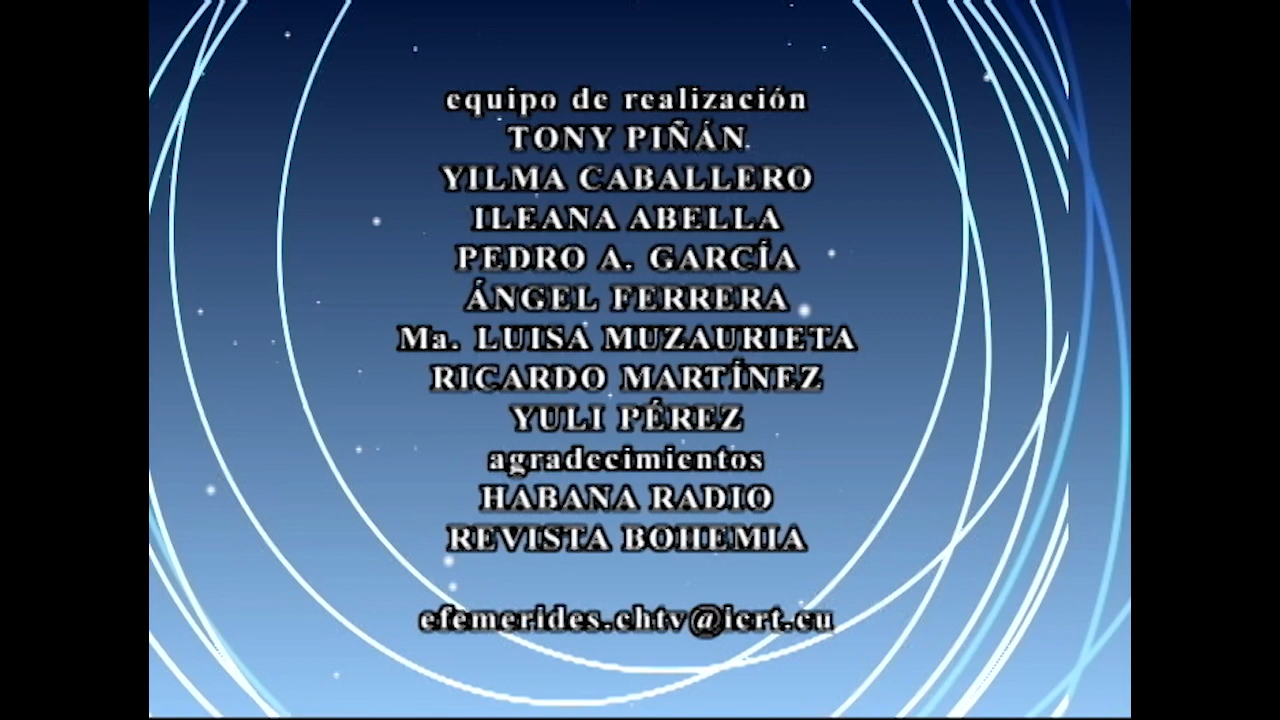 equipo de realización
TONY PIÑÁN
YILMA CABALLERO
ILEANA ABELLA
PEDRO A. GARCÍA
ÁNGEL FERRERA
Ma. LUISA MUZAURIETA
RICARDO MARTÍNEZ
YULI PÉREZ
agradecimientos
HABANA RADIO
REVISTA BOHEMIA
efemerides.chtv@icrt.cu